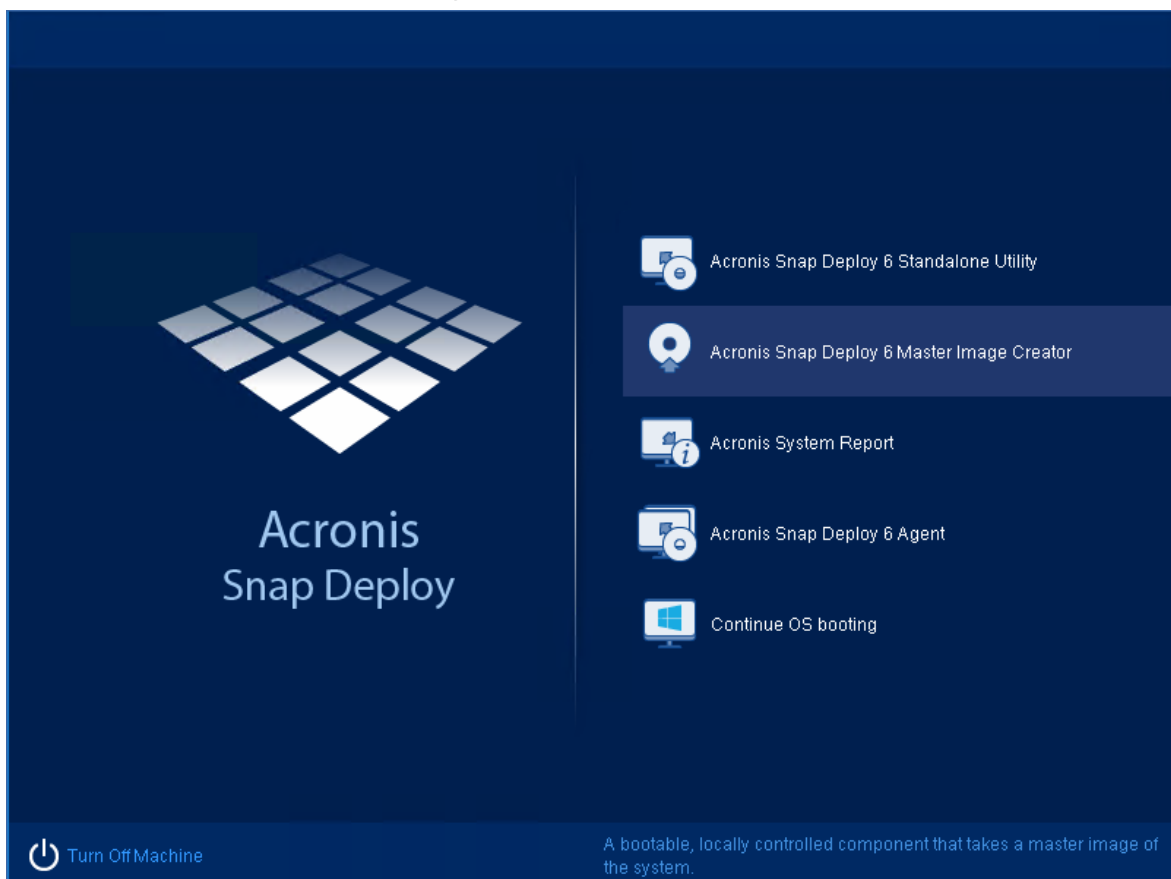 Acronis
Snap Deploy
Acronis Snap Deploy 6 Standalone Utility
Acronis Snap Deploy 6 Master Image Creator
Acronis System Report
Acronis Snap Deploy 6 Agent
Continue OS booting
Turn Off Machine
A bootable, locally controlled component that takes a master image of
the system.